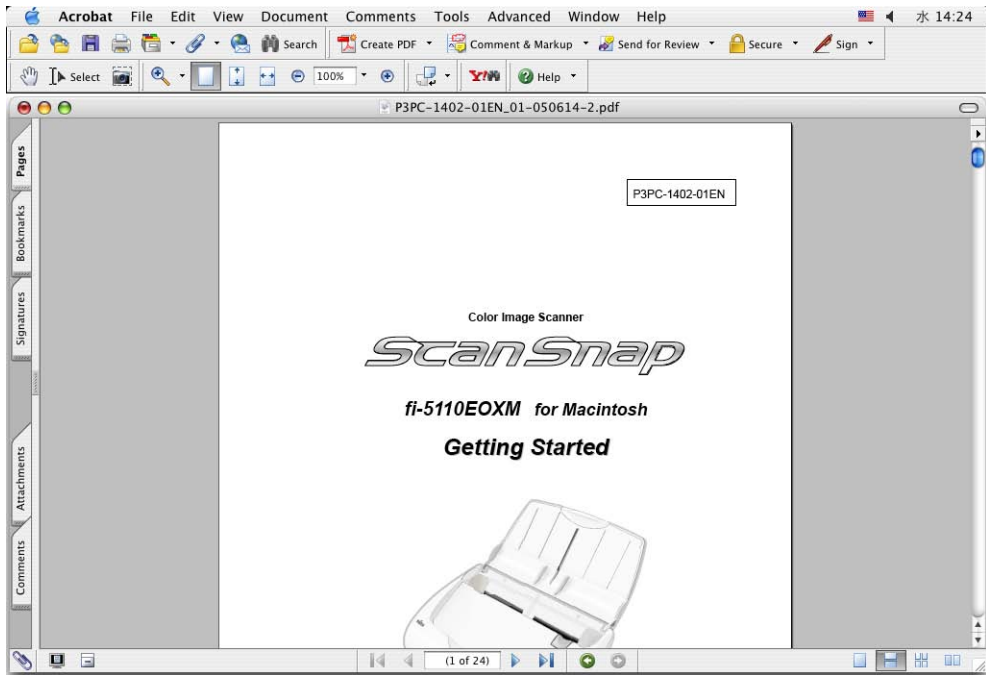 Acrobat File Edit View Document Comments Tools Advanced Window Help 水 14:24
Search Create PDF Comment & Markup Send for Review Secure Sign
Select 100% Y! Help
P3PC-1402-01EN_01-050614-2.pdf
Pages
Bookmarks
Signatures
Attachments
Comments
P3PC-1402-01EN
Color Image Scanner
ScanSnap
fi-5110EOXM for Macintosh
Getting Started
(1 of 24)